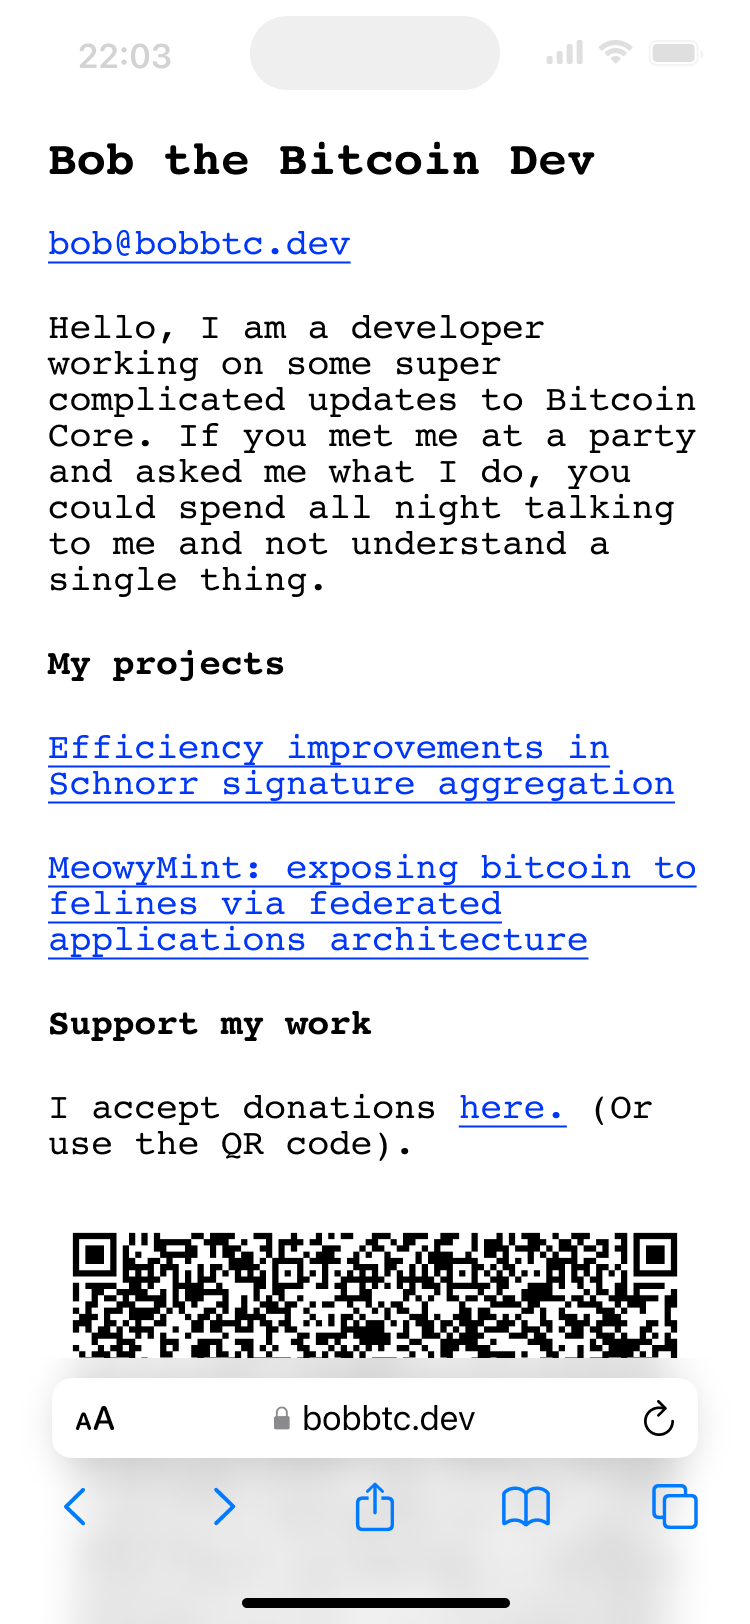 22:03
Bob the Bitcoin Dev
bob@bobbtc.dev
Hello, I am a developer
working on some super
complicated updates to Bitcoin
Core. If you met me at a party
and asked me what I do, you
could spend all night talking
to me and not understand a
single thing.
My projects
Efficiency improvements in
Schnorr signature aggregation
MeowyMint: exposing bitcoin to
felines via federated
applications architecture
Support my work
I accept donations here. (Or
use the QR code).
AA bobbtc.dev